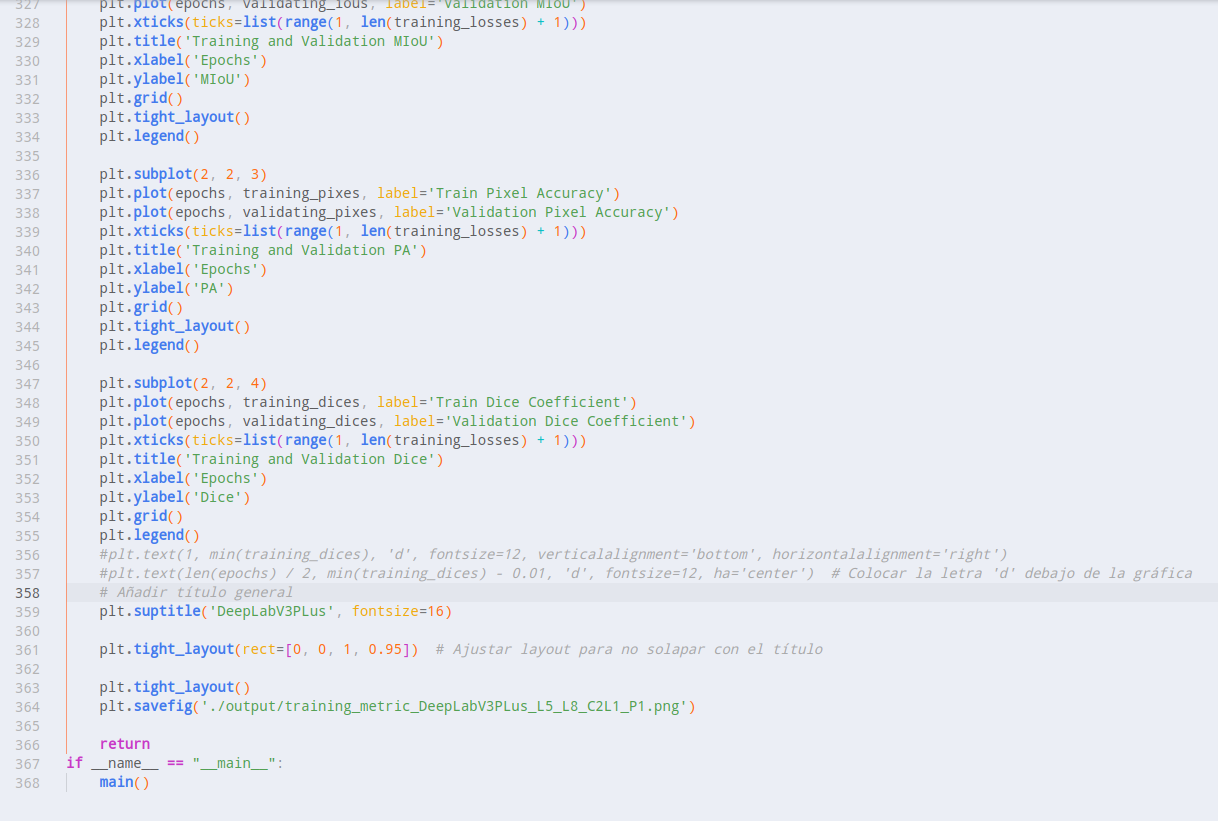 327 plt.plot(epochs, validating_ious, label='Validation MIoU')
328 plt.xticks(ticks=list(range(1, len(training_losses) + 1)))
329 plt.title('Training and Validation MIoU')
330 plt.xlabel('Epochs')
331 plt.ylabel('MIoU')
332 plt.grid()
333 plt.tight_layout()
334 plt.legend()
335
336 plt.subplot(2, 2, 3)
337 plt.plot(epochs, training_pixes, label='Train Pixel Accuracy')
338 plt.plot(epochs, validating_pixes, label='Validation Pixel Accuracy')
339 plt.xticks(ticks=list(range(1, len(training_losses) + 1)))
340 plt.title('Training and Validation PA')
341 plt.xlabel('Epochs')
342 plt.ylabel('PA')
343 plt.grid()
344 plt.tight_layout()
345 plt.legend()
346
347 plt.subplot(2, 2, 4)
348 plt.plot(epochs, training_dices, label='Train Dice Coefficient')
349 plt.plot(epochs, validating_dices, label='Validation Dice Coefficient')
350 plt.xticks(ticks=list(range(1, len(training_losses) + 1)))
351 plt.title('Training and Validation Dice')
352 plt.xlabel('Epochs')
353 plt.ylabel('Dice')
354 plt.grid()
355 plt.legend()
356 #plt.text(1, min(training_dices), 'd', fontsize=12, verticalalignment='bottom', horizontalalignment='right')
357 #plt.text(len(epochs) / 2, min(training_dices) - 0.01, 'd', fontsize=12, ha='center')  # Colocar la letra 'd' debajo de la gráfica
358 # Añadir título general
359 plt.suptitle('DeepLabV3PLus', fontsize=16)
360
361 plt.tight_layout(rect=[0, 0, 1, 0.95])  # Ajustar layout para no solapar con el título
362
363 plt.tight_layout()
364 plt.savefig('./output/training_metric_DeepLabV3PLus_L5_L8_C2L1_P1.png')
365
366 return
367 if __name__ == "__main__":
368 main()